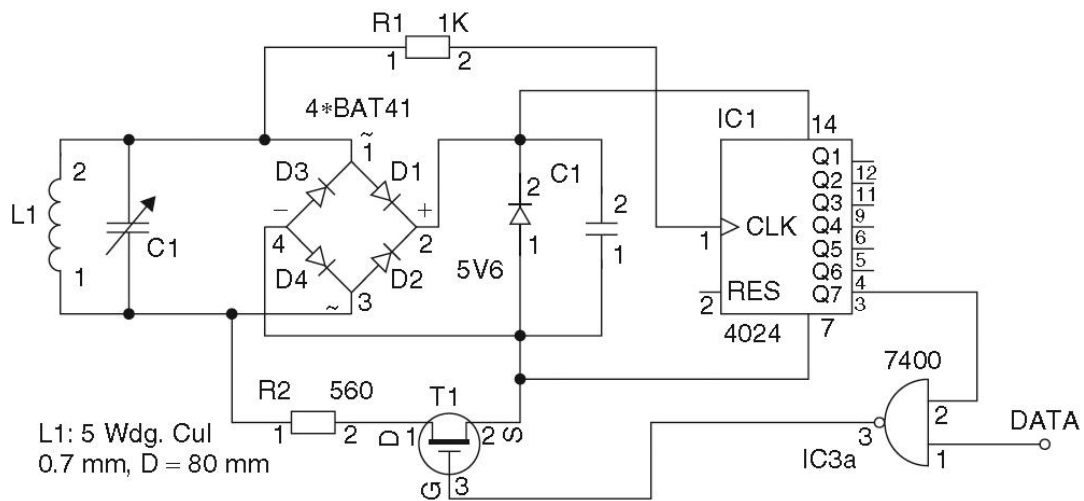 R1 1K
1 2
4*BAT41
IC1
14
~
1
2
D3 D1
C1
Q1
Q2 12
Q3 11
Q4 9
Q5 6
Q6 5
Q7 4
3
L1
C1
− +
4 2
2
1
2
1
1
CLK
1
D4 D2
5V6
~ 3
2
RES
4024
7
7400
R2 560
T1
1 2
D 1
2 S
G 3
3
2
1
DATA
IC3a
L1: 5 Wdg. Cul
0.7 mm, D = 80 mm